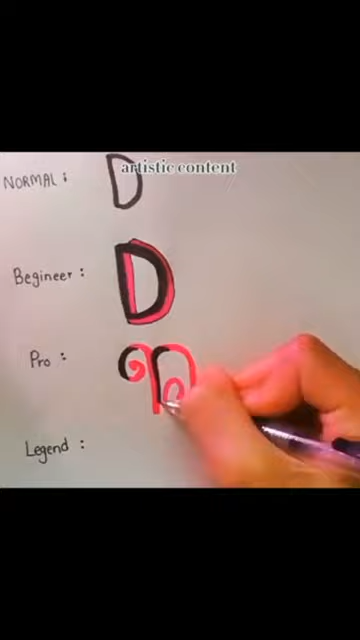 artistic content
NORMAL : D
Begineer : D
Pro :
Legend :